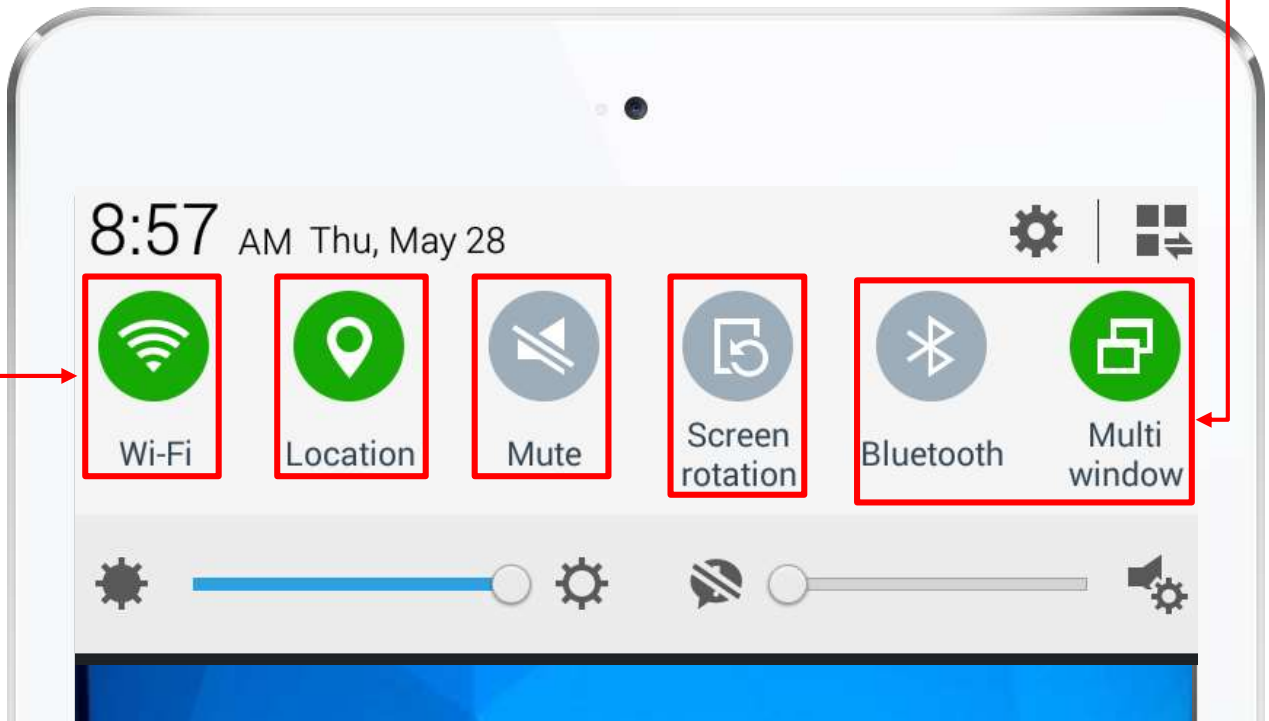 8:57 AM Thu, May 28
Wi-Fi
Location
Mute
Screen
rotation
Bluetooth
Multi
window